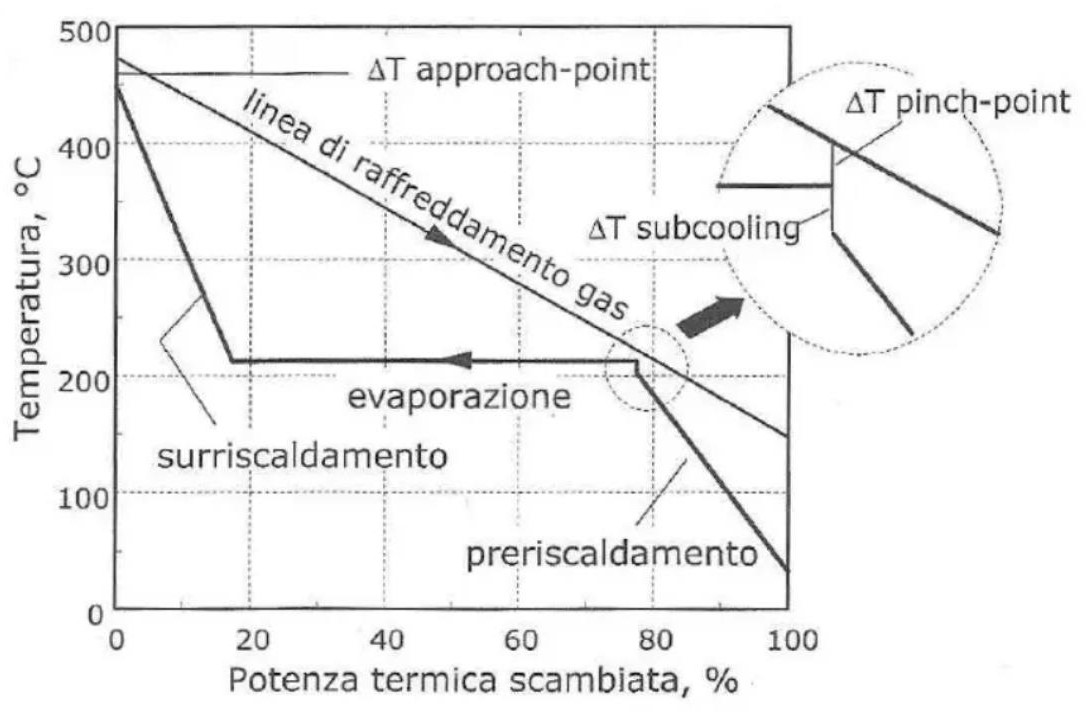 500
400
300
200
100
0
Temperatura, °C
ΔT approach-point
linea di raffreddamento gas
ΔT pinch-point
ΔT subcooling
evaporazione
surriscaldamento
preriscaldamento
0 20 40 60 80 100
Potenza termica scambiata, %